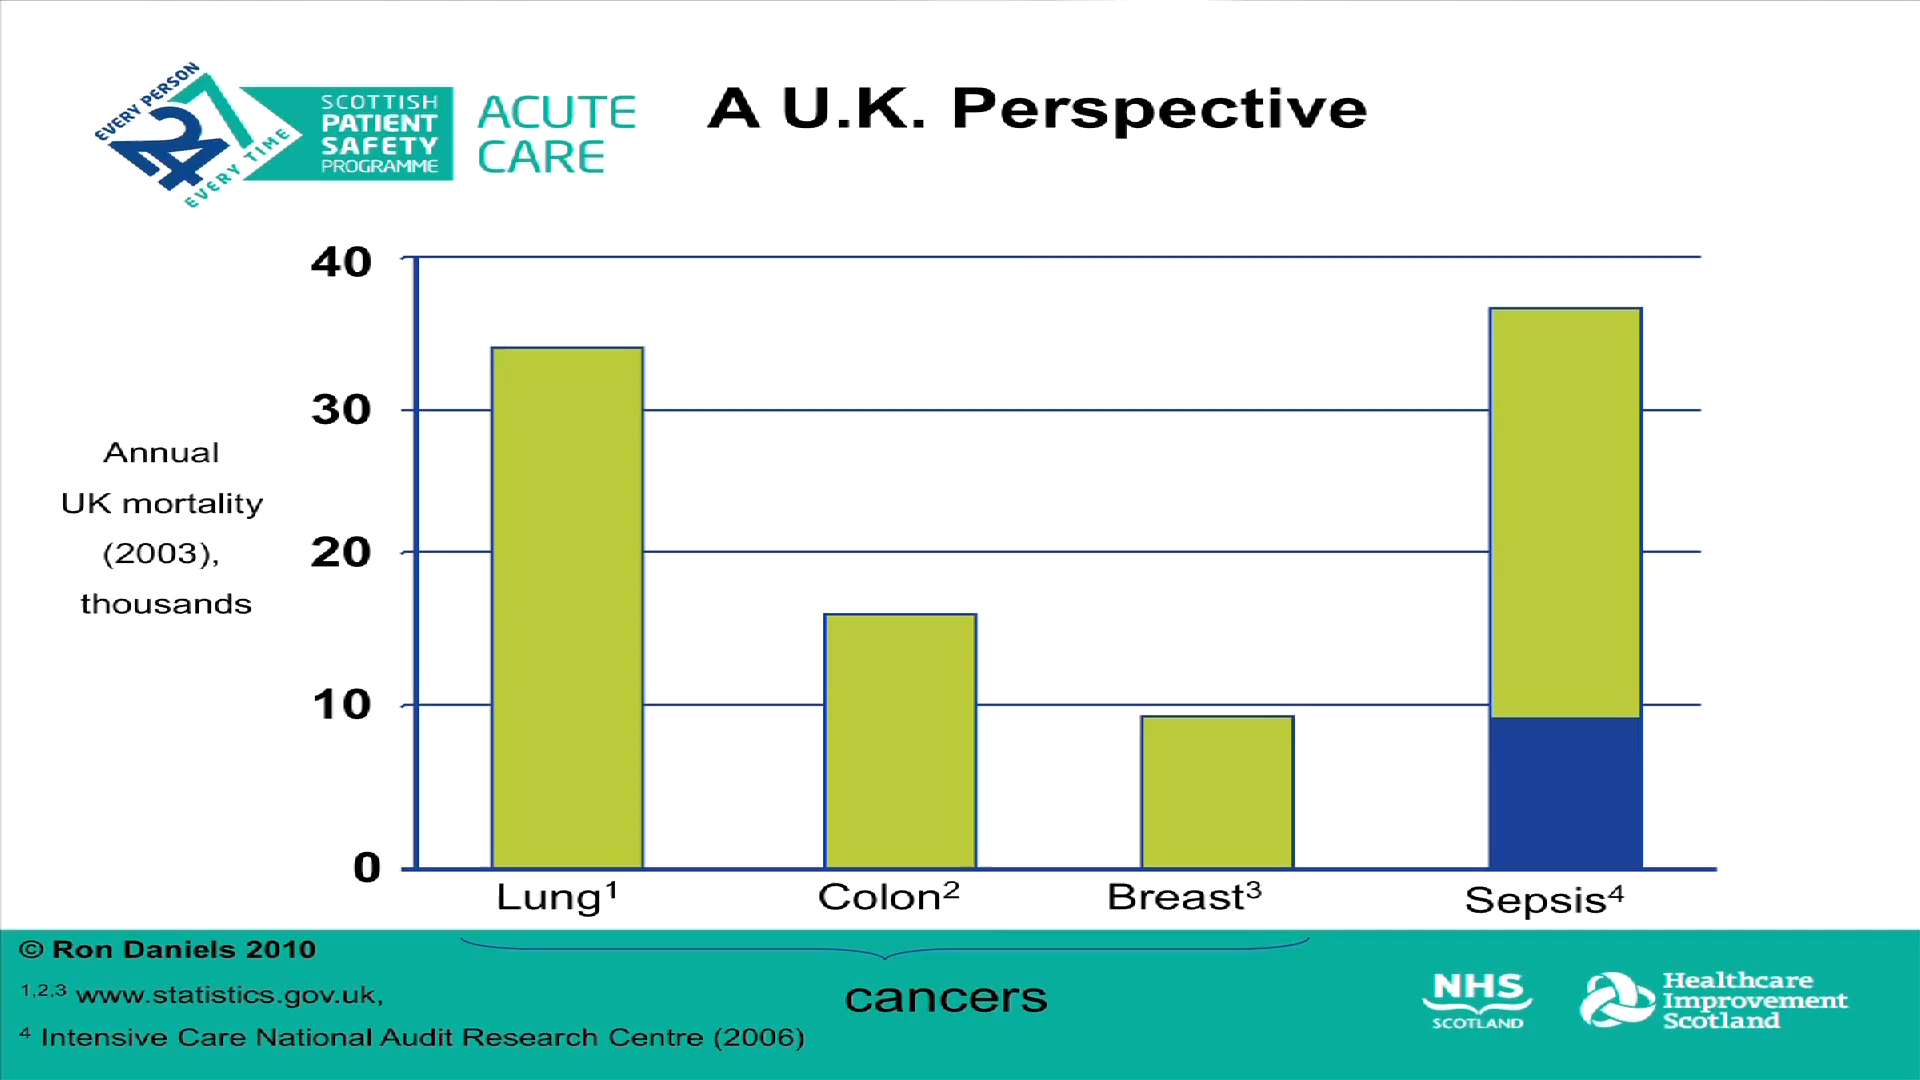 EVERY PERSON
24
7
EVERY TIME
SCOTTISH
PATIENT
SAFETY
PROGRAMME
ACUTE
CARE
A U.K. Perspective
40
30
20
10
0
Annual
UK mortality
(2003),
thousands
Lung¹
Colon²
Breast³
Sepsis⁴
cancers
© Ron Daniels 2010
¹,²,³ www.statistics.gov.uk,
⁴ Intensive Care National Audit Research Centre (2006)
NHS
SCOTLAND
Healthcare
Improvement
Scotland